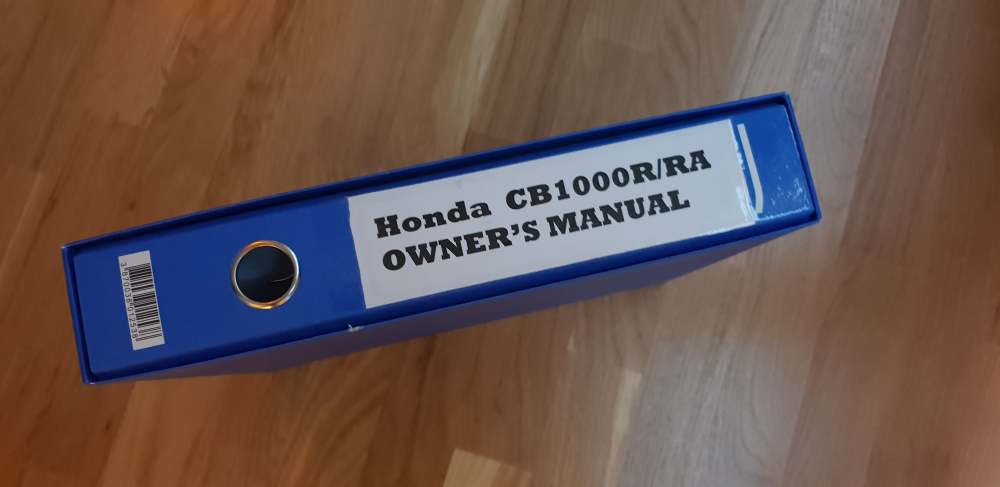 Honda CB1000R/RA
OWNER'S MANUAL